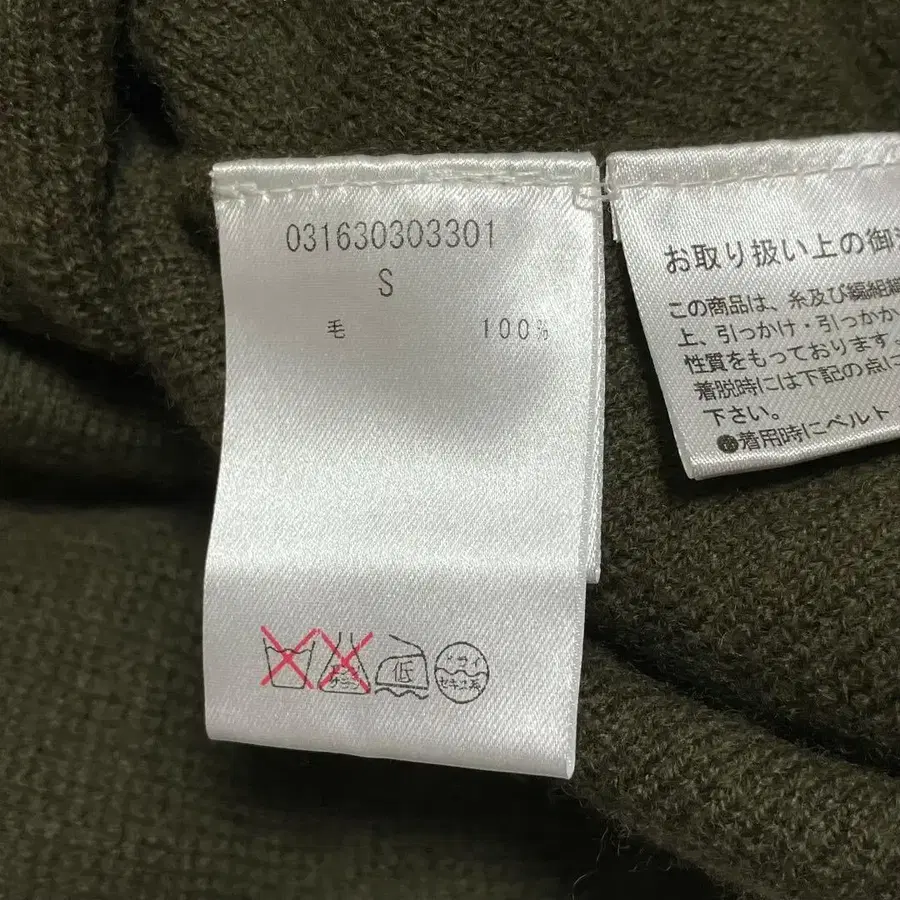 031630303301
S
毛 100%
低
ドライ
セキユ系
お取り扱い上の御
この商品は、糸及び編組織
上、引っかけ・引っかか
性質をもっております。
着脱時には下記の点に
下さい。
●着用時にベルト